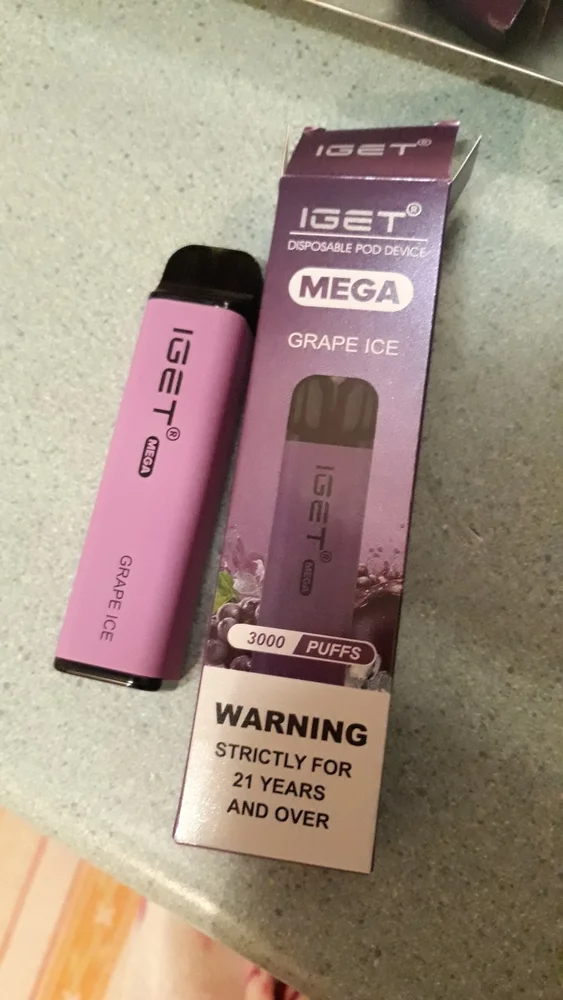 IGET®
IGET®
DISPOSABLE POD DEVICE
MEGA
GRAPE ICE
IGET®
MEGA
3000 PUFFS
WARNING
STRICTLY FOR
21 YEARS
AND OVER
IGET®
MEGA
GRAPE ICE